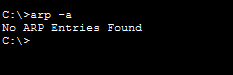 C:\>arp -a
No ARP Entries Found
C:\>